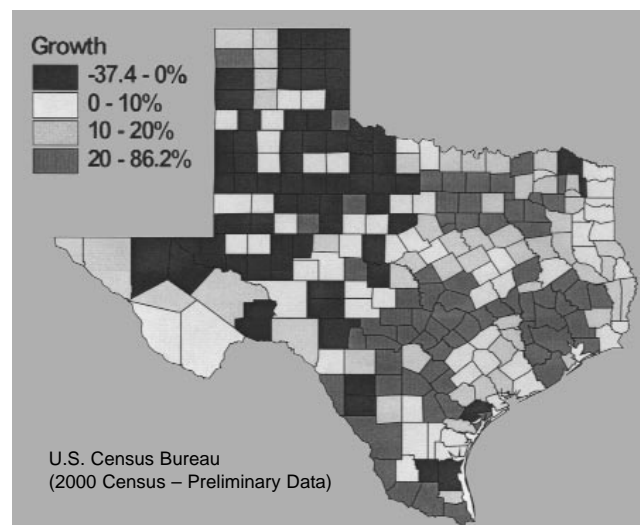 Growth
-37.4 - 0%
0 - 10%
10 - 20%
20 - 86.2%
U.S. Census Bureau
(2000 Census – Preliminary Data)